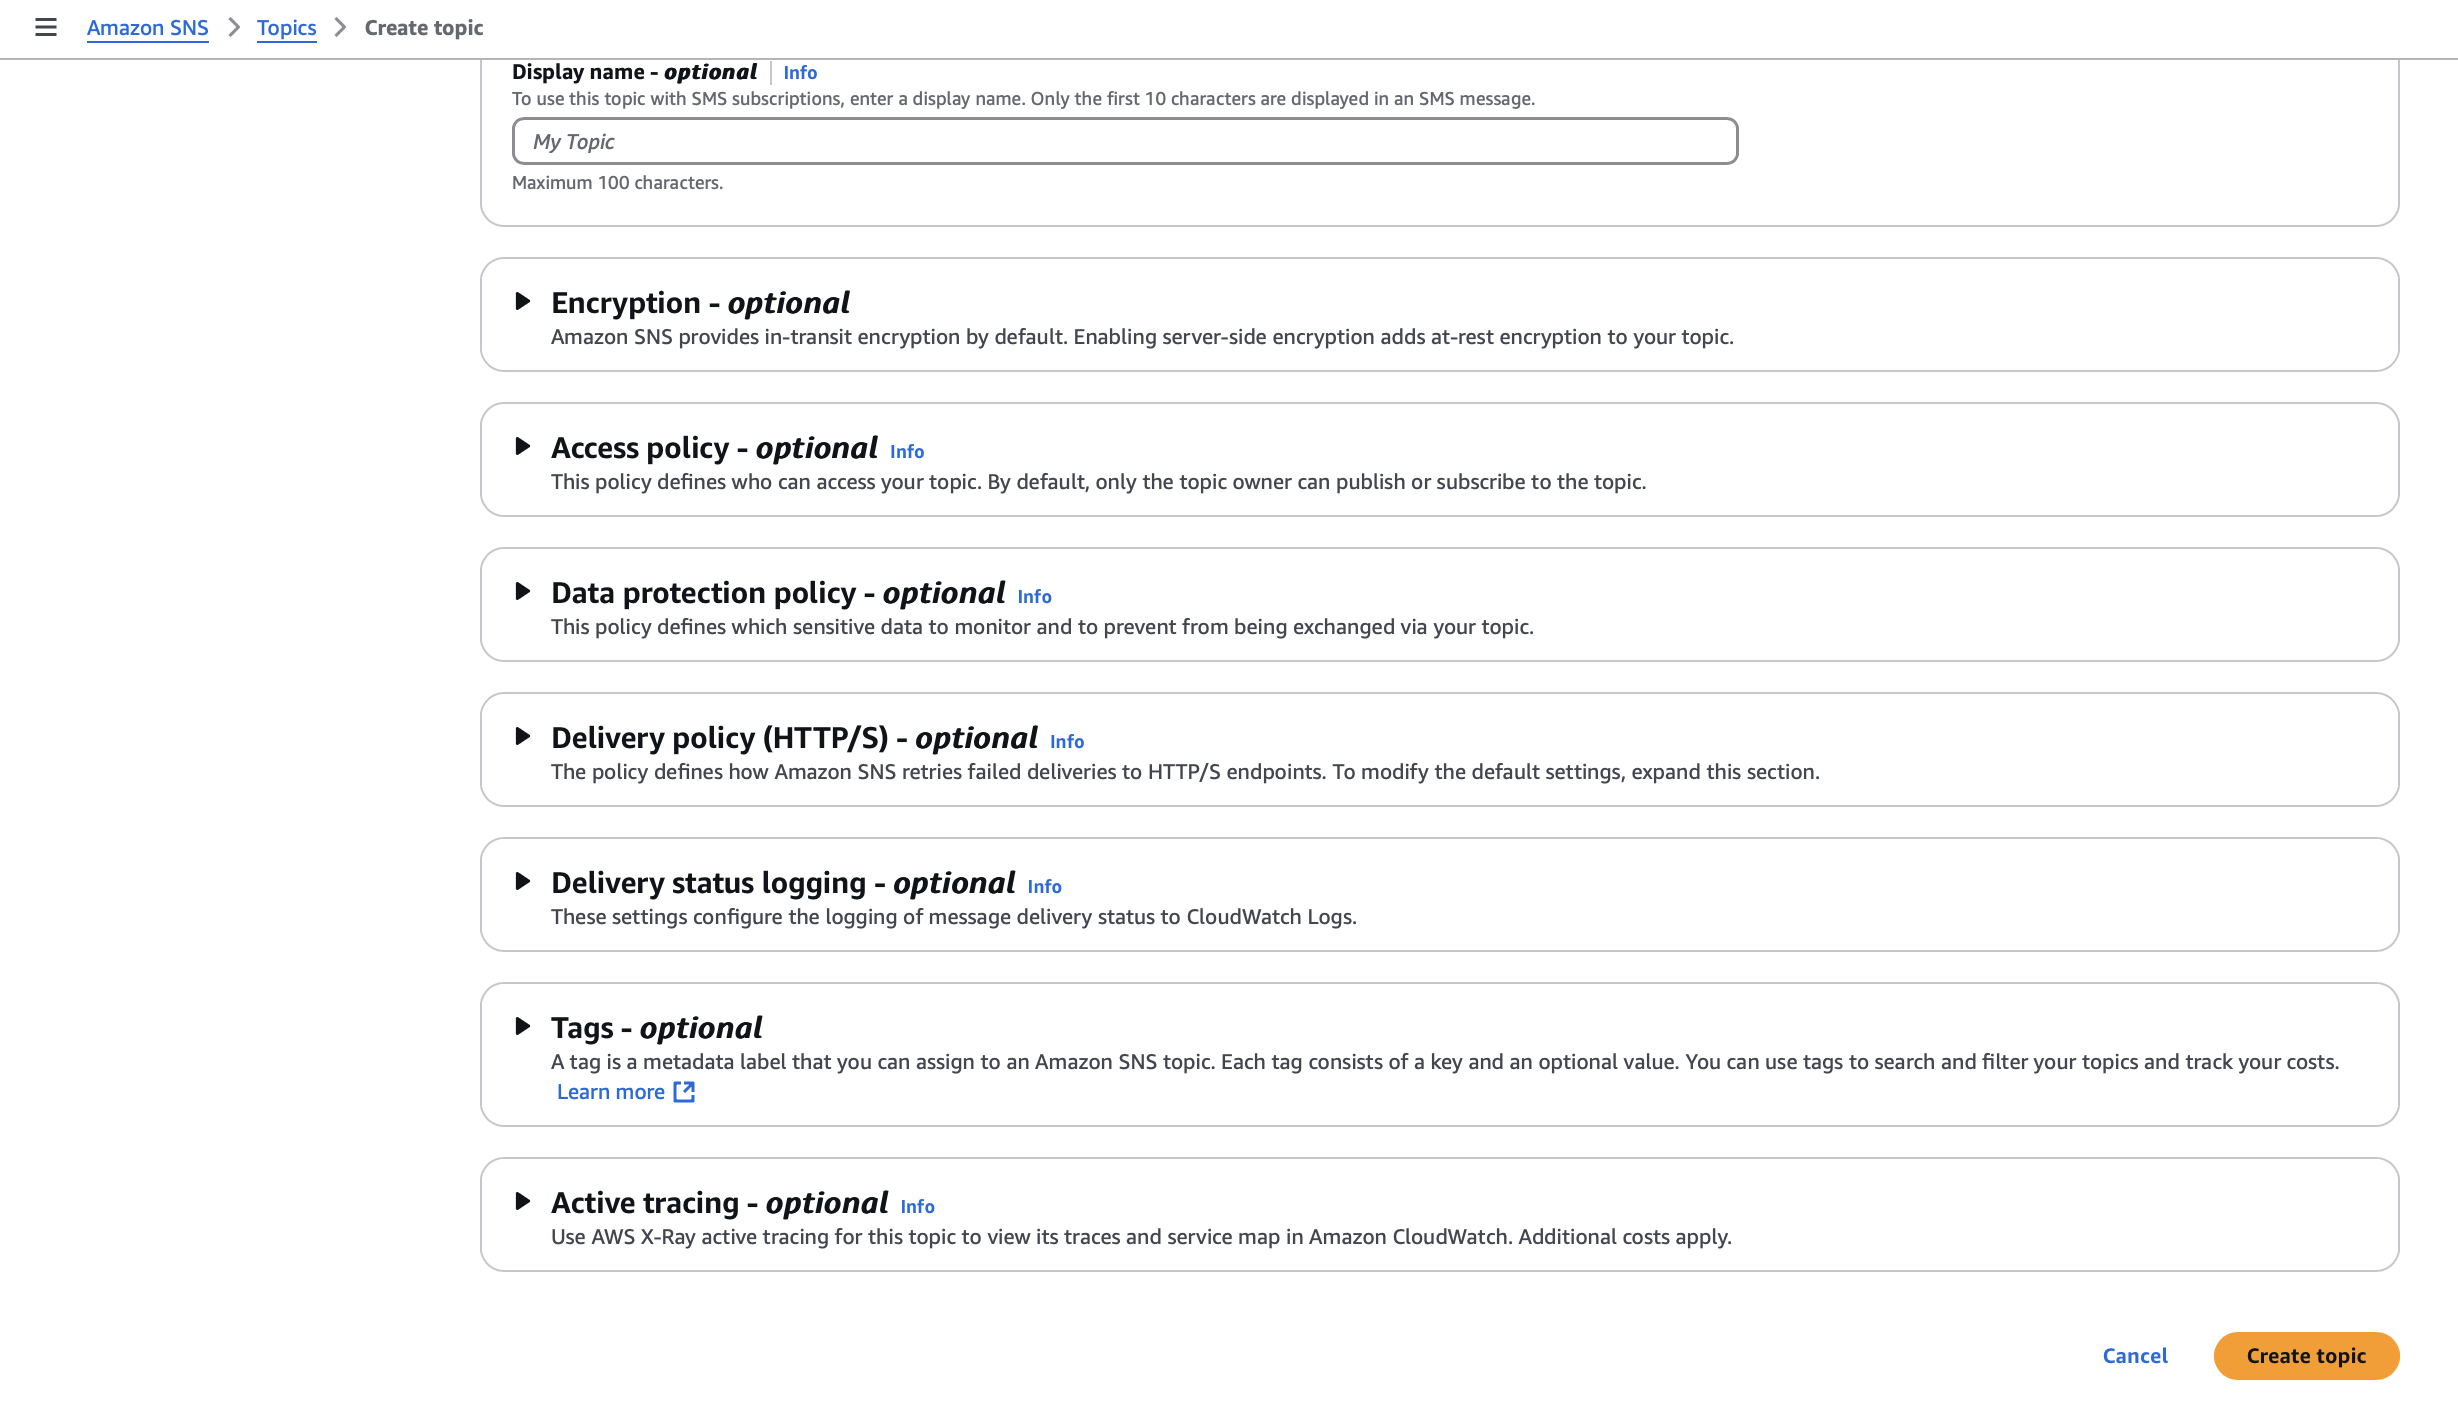 Amazon SNS > Topics > Create topic
Display name - optional | Info
To use this topic with SMS subscriptions, enter a display name. Only the first 10 characters are displayed in an SMS message.
My Topic
Maximum 100 characters.
Encryption - optional
Amazon SNS provides in-transit encryption by default. Enabling server-side encryption adds at-rest encryption to your topic.
Access policy - optional Info
This policy defines who can access your topic. By default, only the topic owner can publish or subscribe to the topic.
Data protection policy - optional Info
This policy defines which sensitive data to monitor and to prevent from being exchanged via your topic.
Delivery policy (HTTP/S) - optional Info
The policy defines how Amazon SNS retries failed deliveries to HTTP/S endpoints. To modify the default settings, expand this section.
Delivery status logging - optional Info
These settings configure the logging of message delivery status to CloudWatch Logs.
Tags - optional
A tag is a metadata label that you can assign to an Amazon SNS topic. Each tag consists of a key and an optional value. You can use tags to search and filter your topics and track your costs.
Learn more
Active tracing - optional Info
Use AWS X-Ray active tracing for this topic to view its traces and service map in Amazon CloudWatch. Additional costs apply.
Cancel Create topic